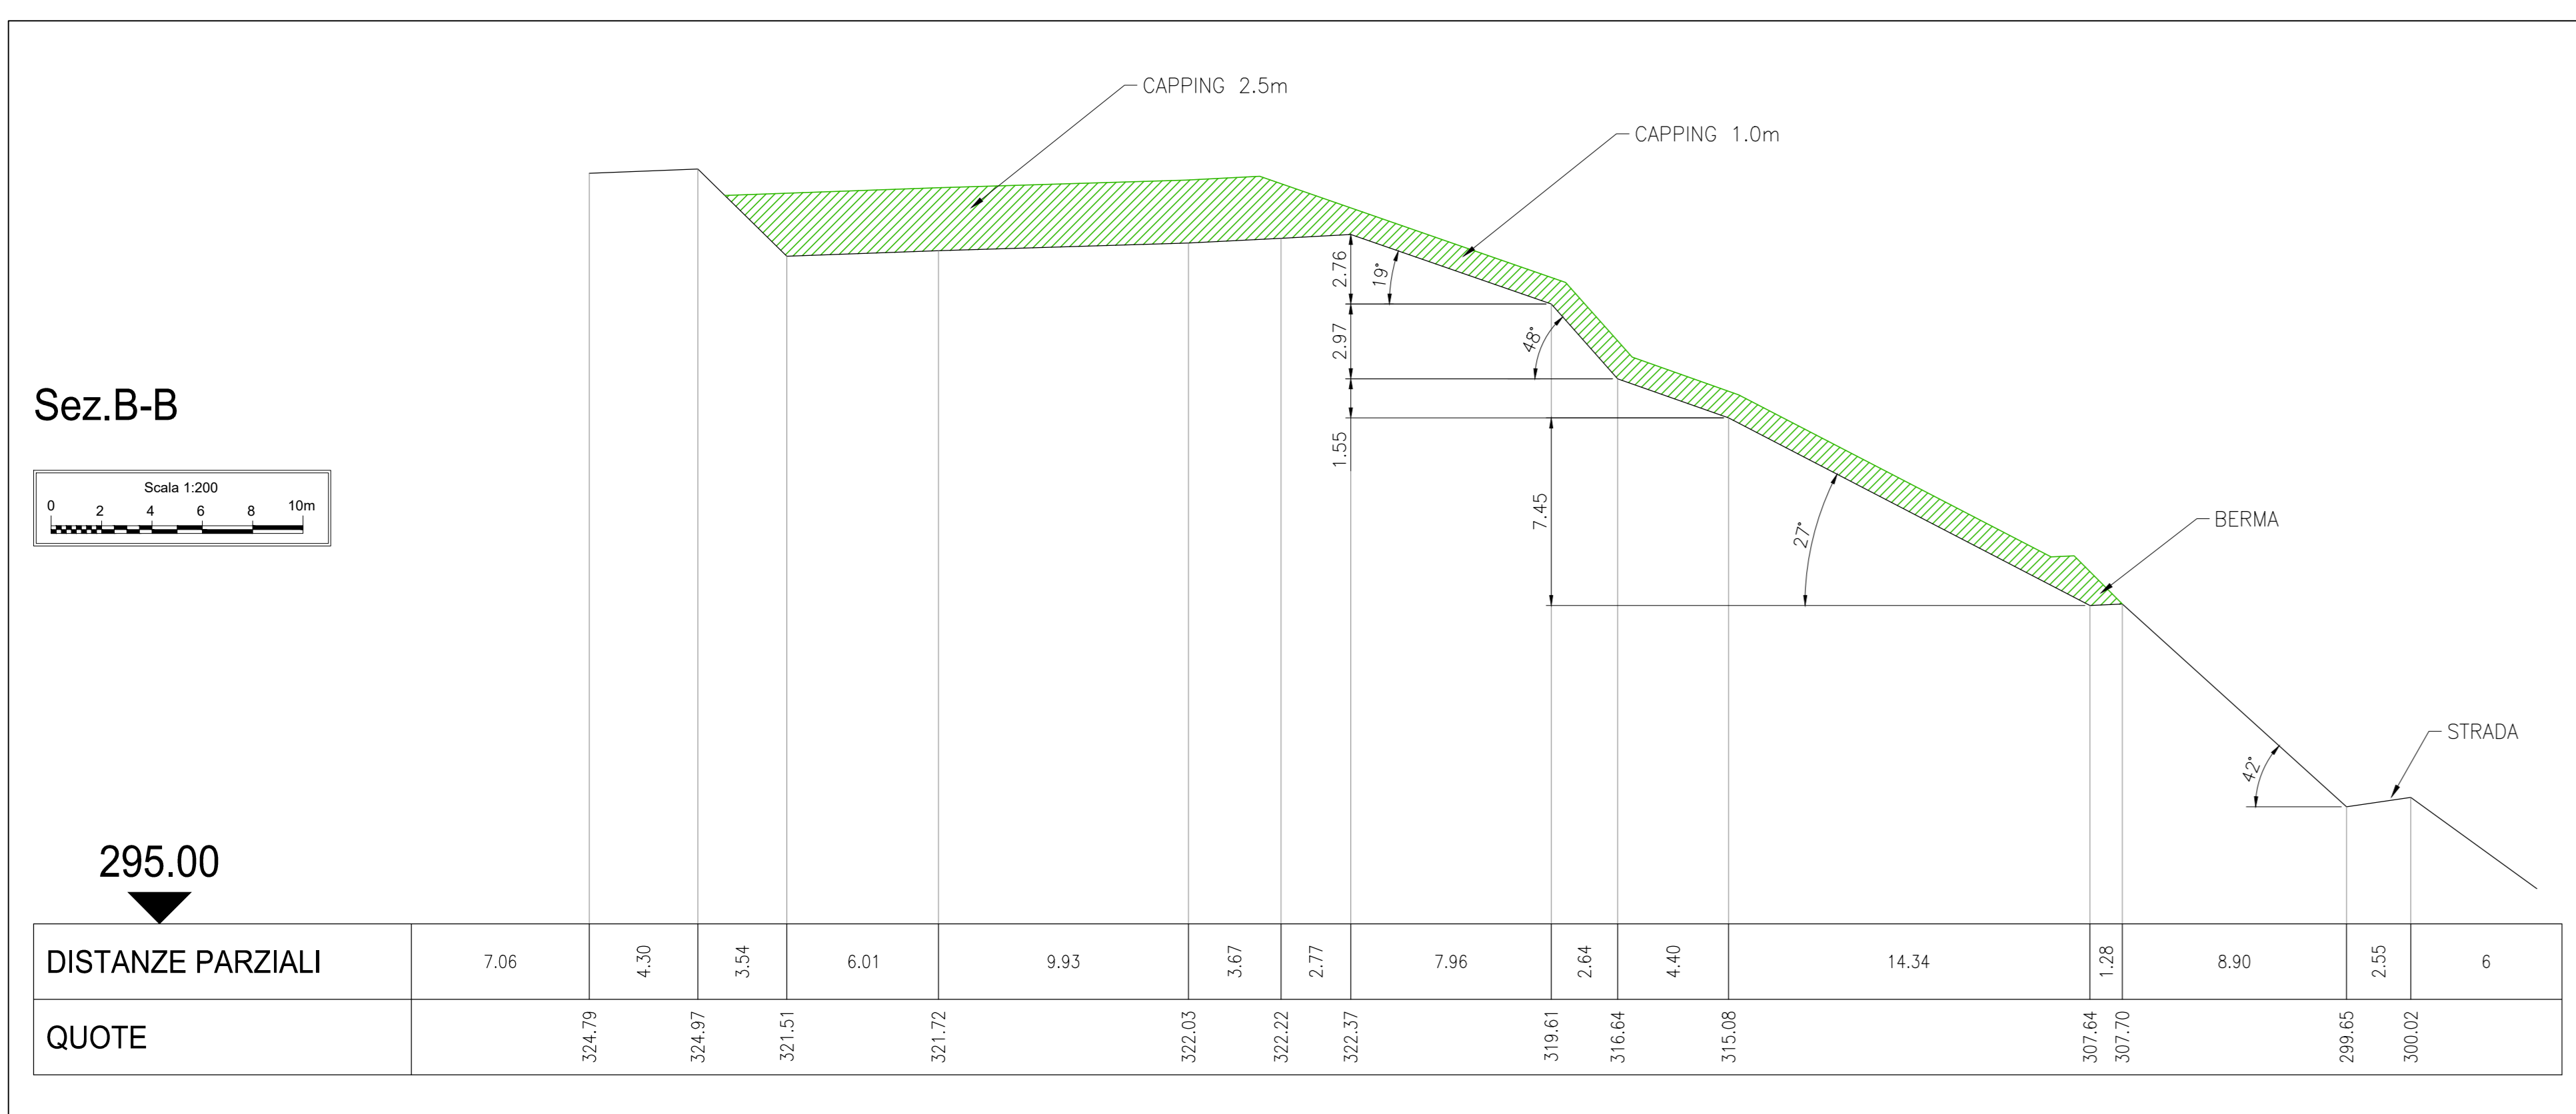 CAPPING 2.5m
CAPPING 1.0m
2.76
19°
2.97
48°
Sez.B-B
1.55
Scala 1:200
0 2 4 6 8 10m
7.45
27°
BERMA
STRADA
42°
295.00
DISTANZE PARZIALI 7.06 4.30 3.54 6.01 9.93 3.67 2.77 7.96 2.64 4.40 14.34 1.28 8.90 2.55 6
QUOTE 324.79 324.97 321.51 321.72 322.03 322.22 322.37 319.61 316.64 315.08 307.64 307.70 299.65 300.02